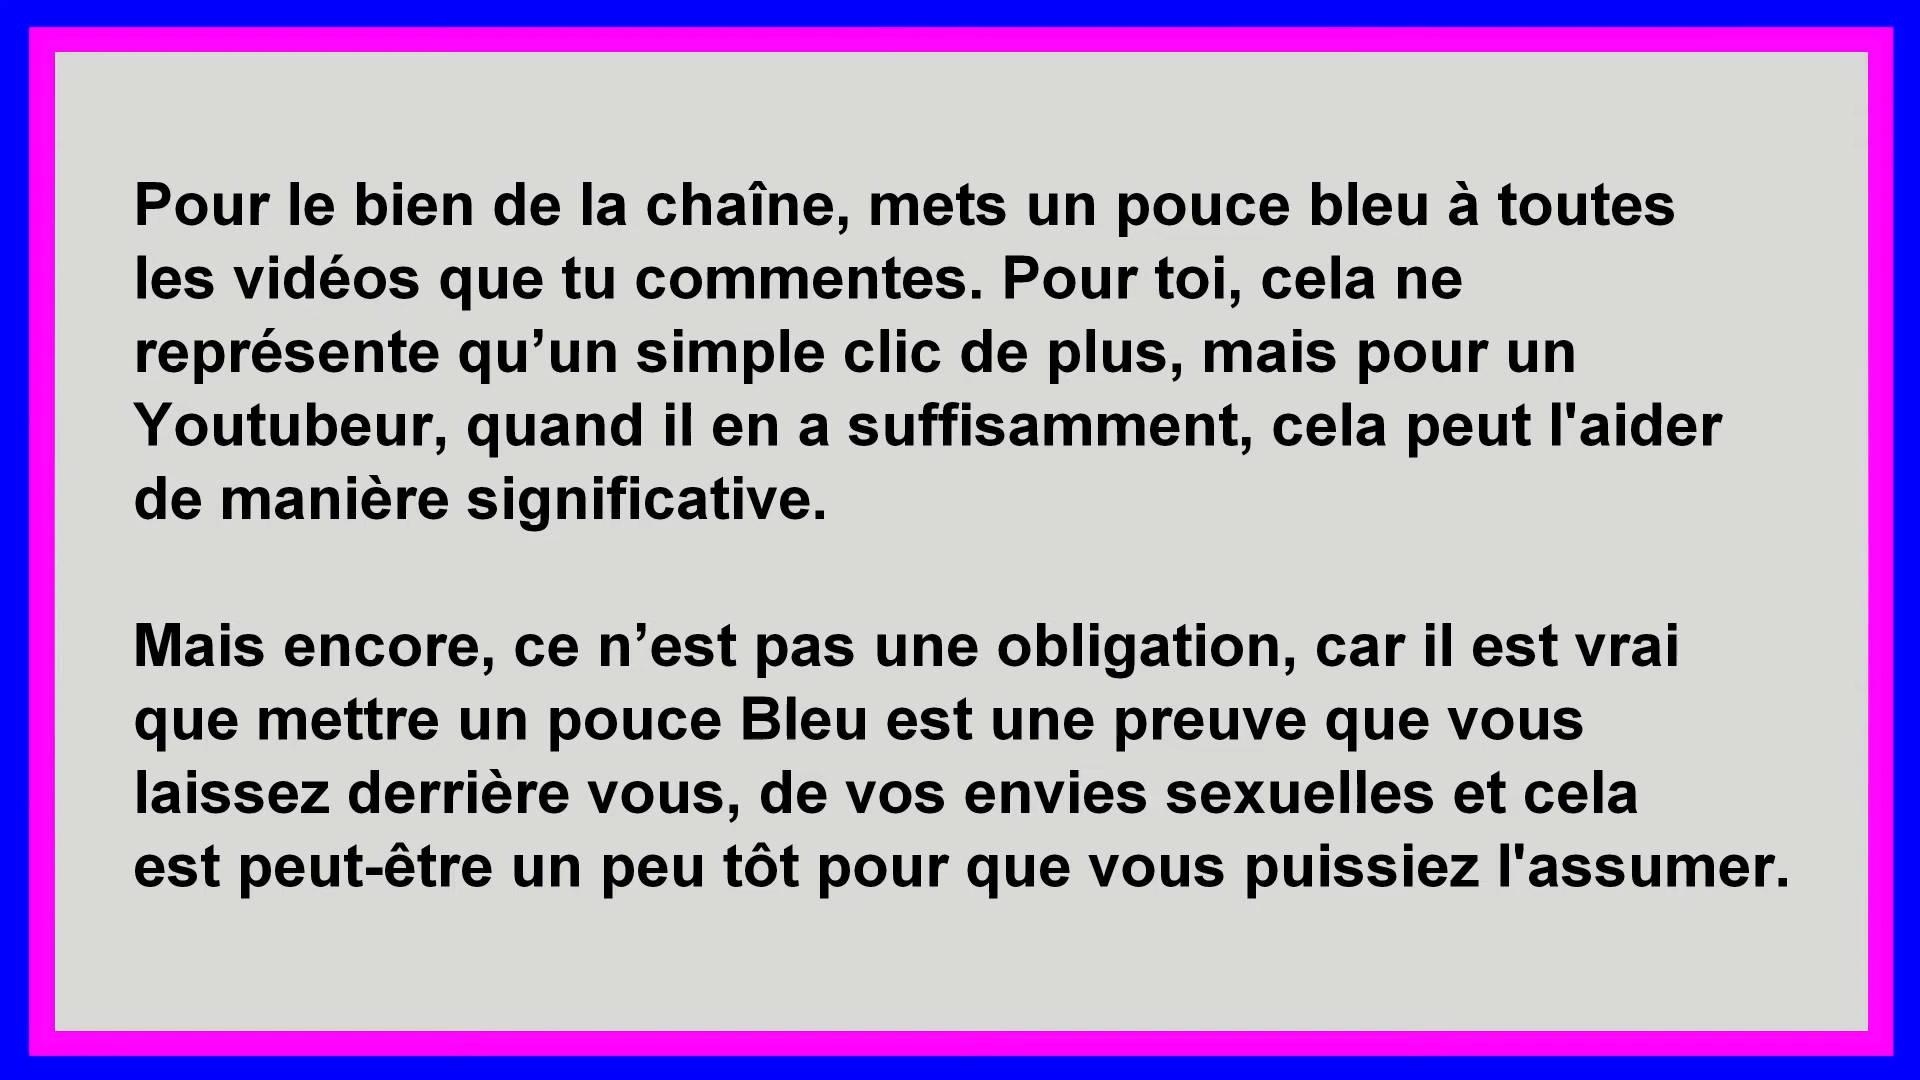 Pour le bien de la chaîne, mets un pouce bleu à toutes
les vidéos que tu commentes. Pour toi, cela ne
représente qu’un simple clic de plus, mais pour un
Youtubeur, quand il en a suffisamment, cela peut l'aider
de manière significative.
Mais encore, ce n’est pas une obligation, car il est vrai
que mettre un pouce Bleu est une preuve que vous
laissez derrière vous, de vos envies sexuelles et cela
est peut-être un peu tôt pour que vous puissiez l'assumer.